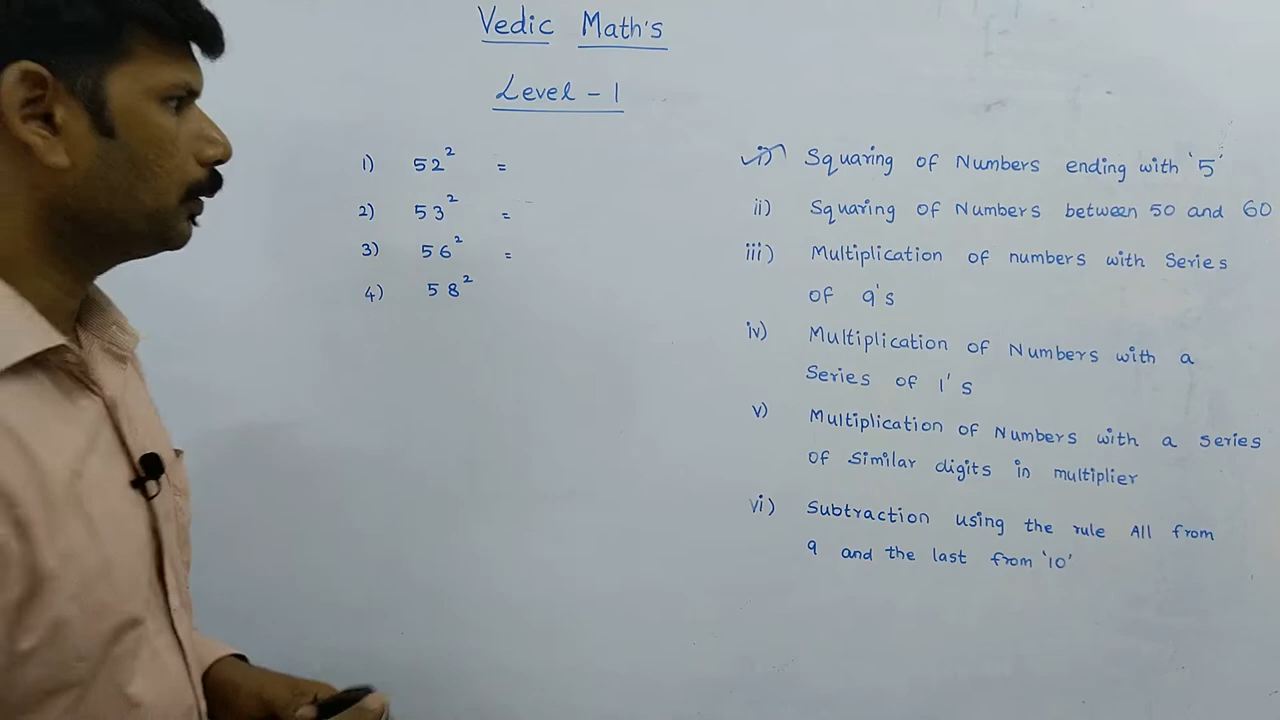 Vedic Math's
Level - 1
1) 52² =
2) 53² =
3) 56² =
4) 58²
i) Squaring of Numbers ending with '5'
ii) Squaring of Numbers between 50 and 60
iii) Multiplication of numbers with Series
of 9's
iv) Multiplication of Numbers with a
Series of 1's
v) Multiplication of Numbers with a series
of similar digits in multiplier
vi) Subtraction using the rule All from
9 and the last from '10'